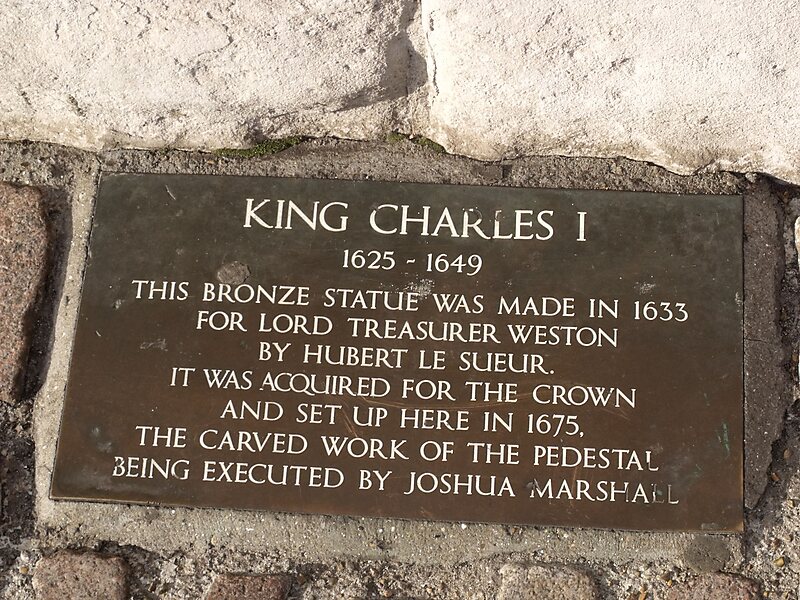 KING CHARLES I
1625 - 1649
THIS BRONZE STATUE WAS MADE IN 1633
FOR LORD TREASURER WESTON
BY HUBERT LE SUEUR.
IT WAS ACQUIRED FOR THE CROWN
AND SET UP HERE IN 1675,
THE CARVED WORK OF THE PEDESTAL
BEING EXECUTED BY JOSHUA MARSHALL